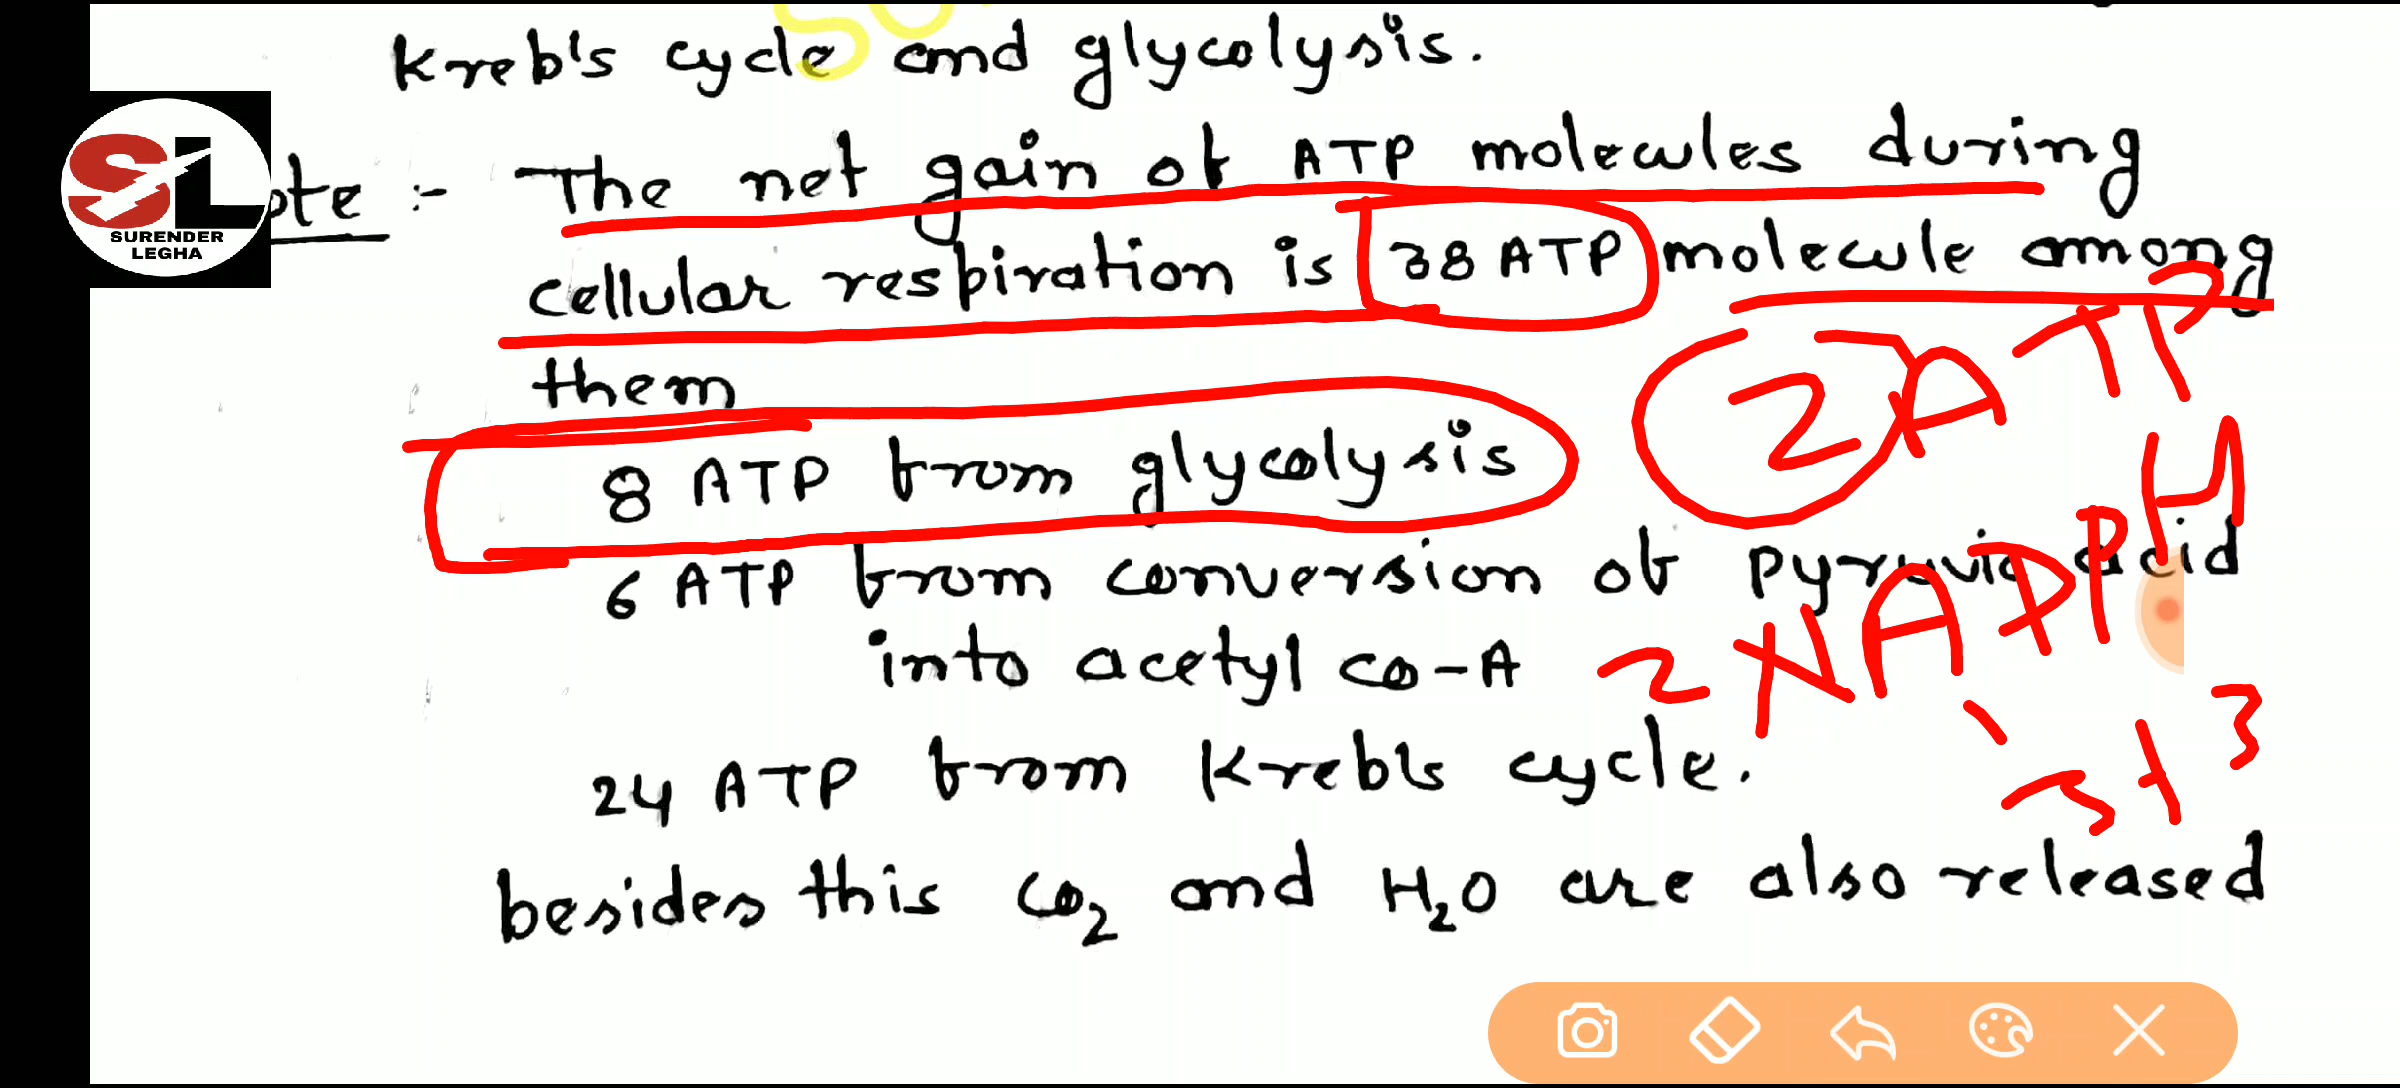 Kreb's cycle and glycolysis.
SL
SURENDER
LEGHA
ote :- The net gain of ATP molecules during
cellular respiration is 38 ATP molecule among
them
2 ATP
8 ATP from glycolysis
6 ATP from conversion of pyruvic acid
into acetyl co-A
2 NADPH
3+3
24 ATP from Kreb's cycle.
besides this CO₂ and H₂O are also released